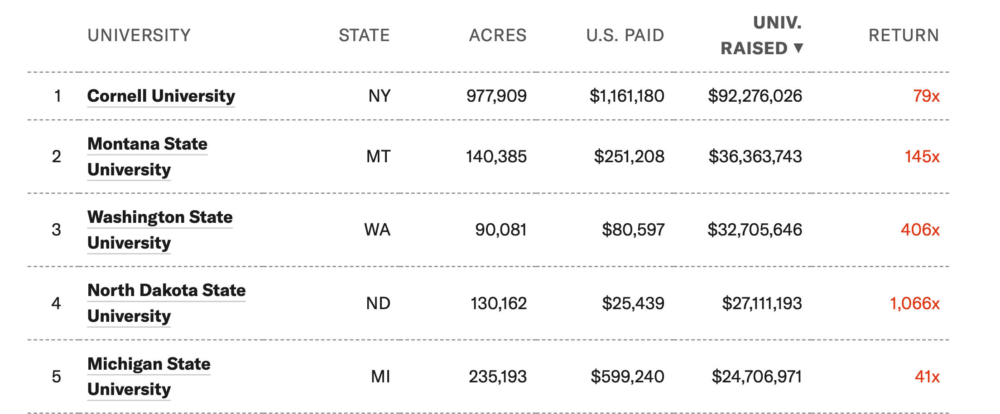 UNIVERSITY STATE ACRES U.S. PAID UNIV. RAISED ▼ RETURN
1 Cornell University NY 977,909 $1,161,180 $92,276,026 79x
2 Montana State University MT 140,385 $251,208 $36,363,743 145x
3 Washington State University WA 90,081 $80,597 $32,705,646 406x
4 North Dakota State University ND 130,162 $25,439 $27,111,193 1,066x
5 Michigan State University MI 235,193 $599,240 $24,706,971 41x